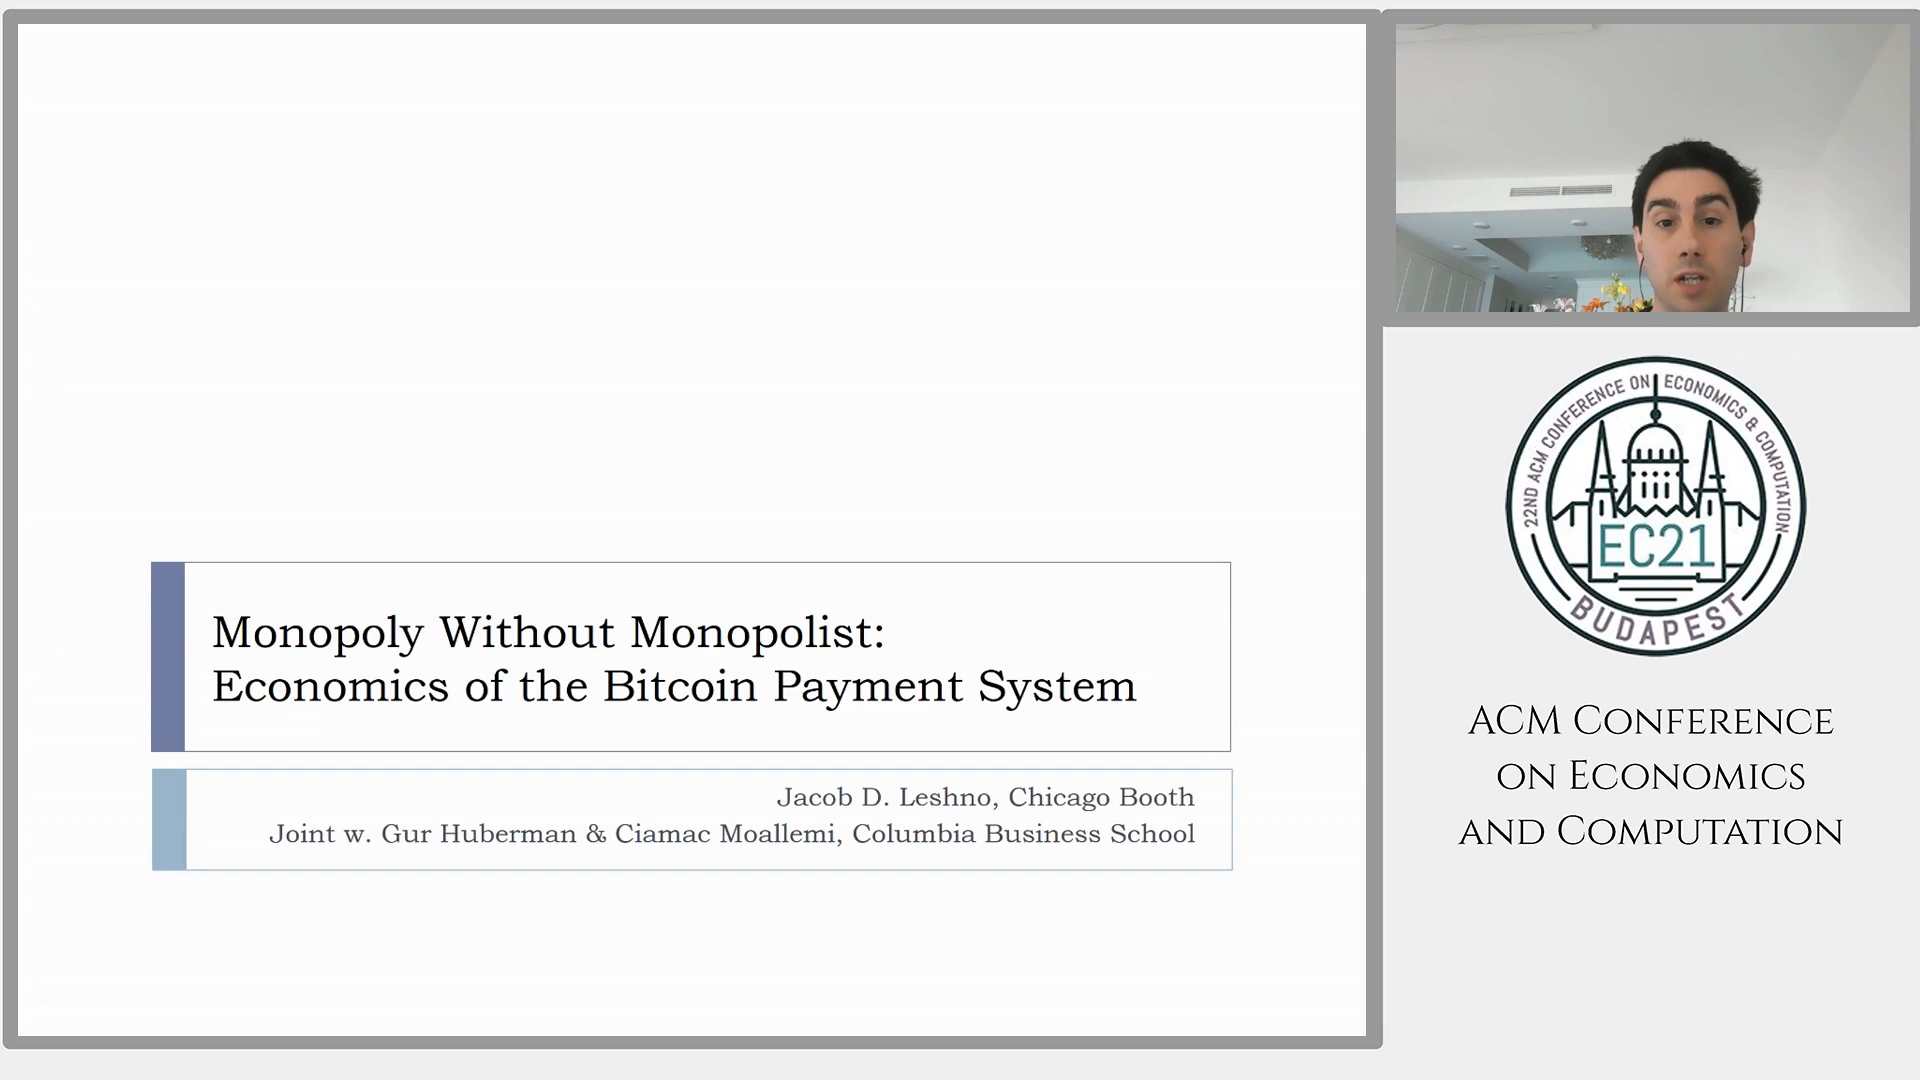 Monopoly Without Monopolist:
Economics of the Bitcoin Payment System
Jacob D. Leshno, Chicago Booth
Joint w. Gur Huberman & Ciamac Moallemi, Columbia Business School
22ND ACM CONFERENCE ON ECONOMICS & COMPUTATION
EC21
BUDAPEST
ACM CONFERENCE
ON ECONOMICS
AND COMPUTATION